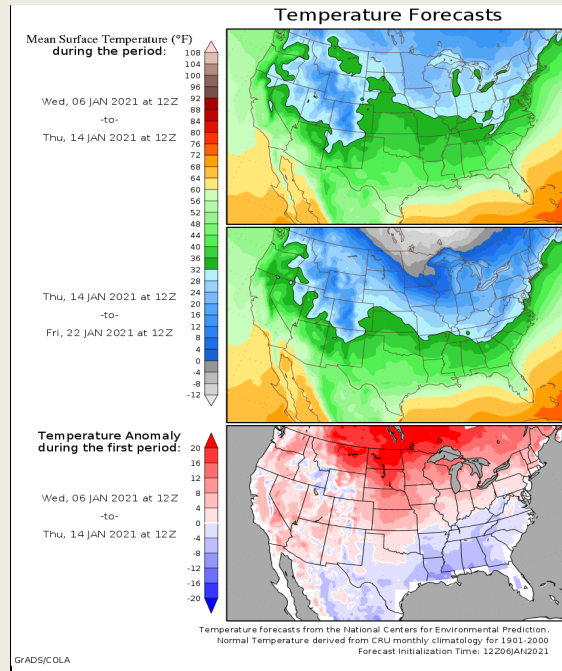 Temperature Forecasts
Mean Surface Temperature (°F)
during the period:
Wed, 06 JAN 2021 at 12Z
-to-
Thu, 14 JAN 2021 at 12Z
108
104
100
96
92
88
84
80
76
72
68
64
60
56
52
48
44
40
36
32
28
24
20
16
12
8
4
0
-4
-8
-12
Thu, 14 JAN 2021 at 12Z
-to-
Fri, 22 JAN 2021 at 12Z
Temperature Anomaly
during the first period:
Wed, 06 JAN 2021 at 12Z
-to-
Thu, 14 JAN 2021 at 12Z
20
16
12
8
4
0
-4
-8
-12
-16
-20
Temperature forecasts from the National Centers for Environmental Prediction.
Normal Temperature derived from CRU monthly climatology for 1901-2000
Forecast Initialization Time: 12Z06JAN2021
GrADS/COLA